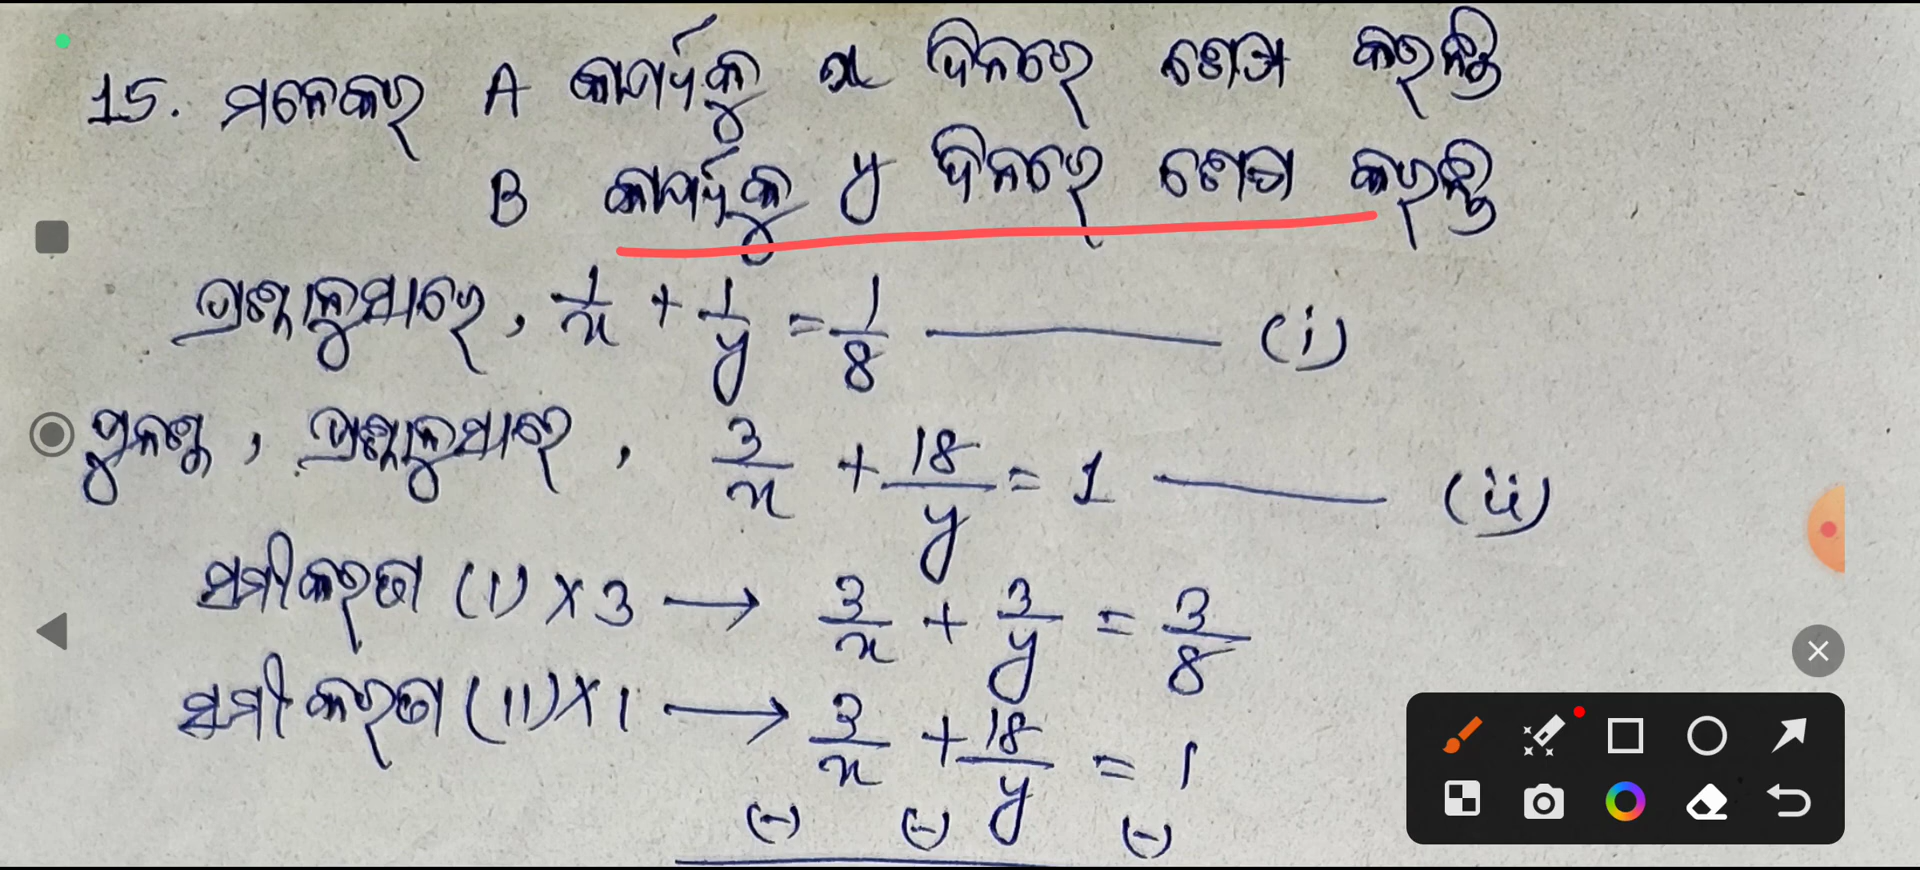 15. ମନେକର A କାର୍ଯ୍ୟକୁ x ଦିନରେ ଶେଷ କରନ୍ତି
B କାର୍ଯ୍ୟକୁ y ଦିନରେ ଶେଷ କରନ୍ତି
ପ୍ରଶ୍ନାନୁସାରେ, 1/x + 1/y = 1/8 ——— (i)
ପୁନଶ୍ଚ, ପ୍ରଶ୍ନାନୁସାରେ, 3/x + 18/y = 1 ——— (ii)
ସମୀକରଣ (I) × 3 → 3/x + 3/y = 3/8
ସମୀକରଣ (II) × 1 → 3/x + 18/y = 1
(-) (-) (-)